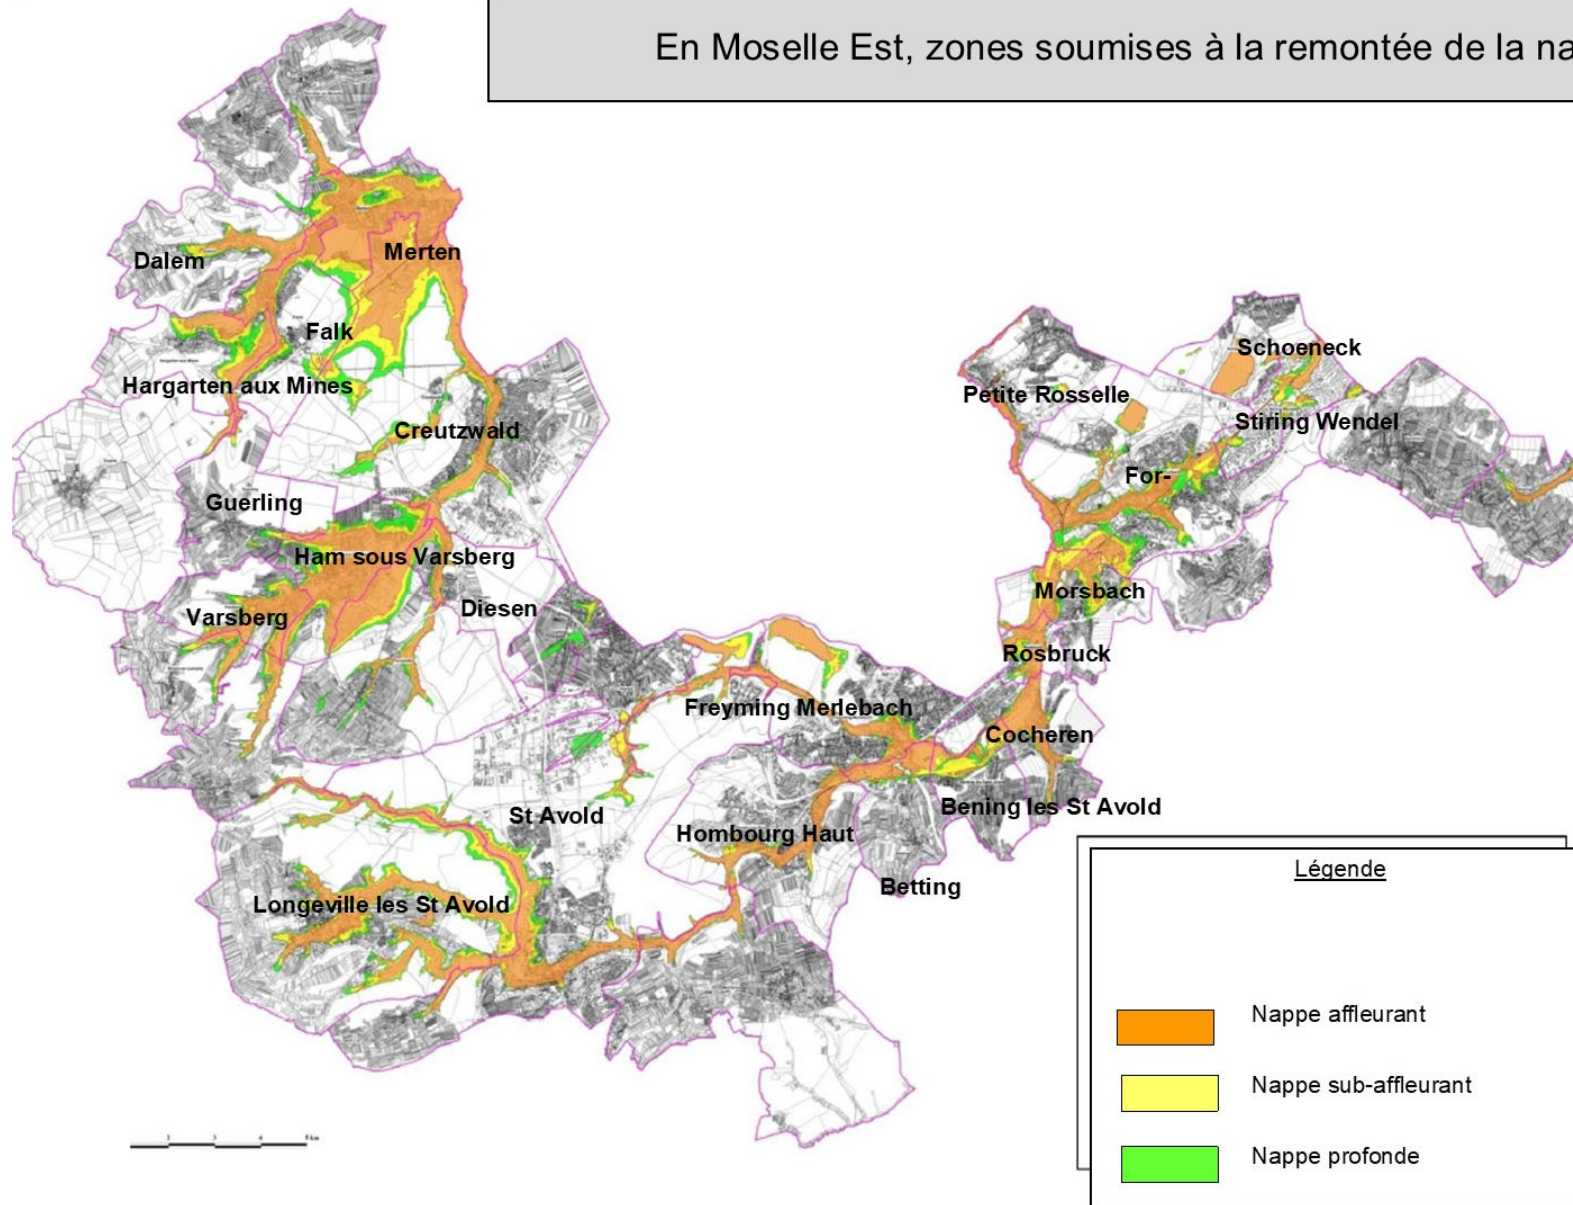 En Moselle Est, zones soumises à la remontée de la na
Merten
Dalem
Falk
Hargarten aux Mines
Creutzwald
Guerling
Ham sous Varsberg
Varsberg
Diesen
Schoeneck
Petite Rosselle
Stiring Wendel
For-
Morsbach
Rosbruck
Freyming Merlebach
Cocheren
Bening les St Avold
St Avold
Hombourg Haut
Betting
Longeville les St Avold
Légende
Nappe affleurant
Nappe sub-affleurant
Nappe profonde